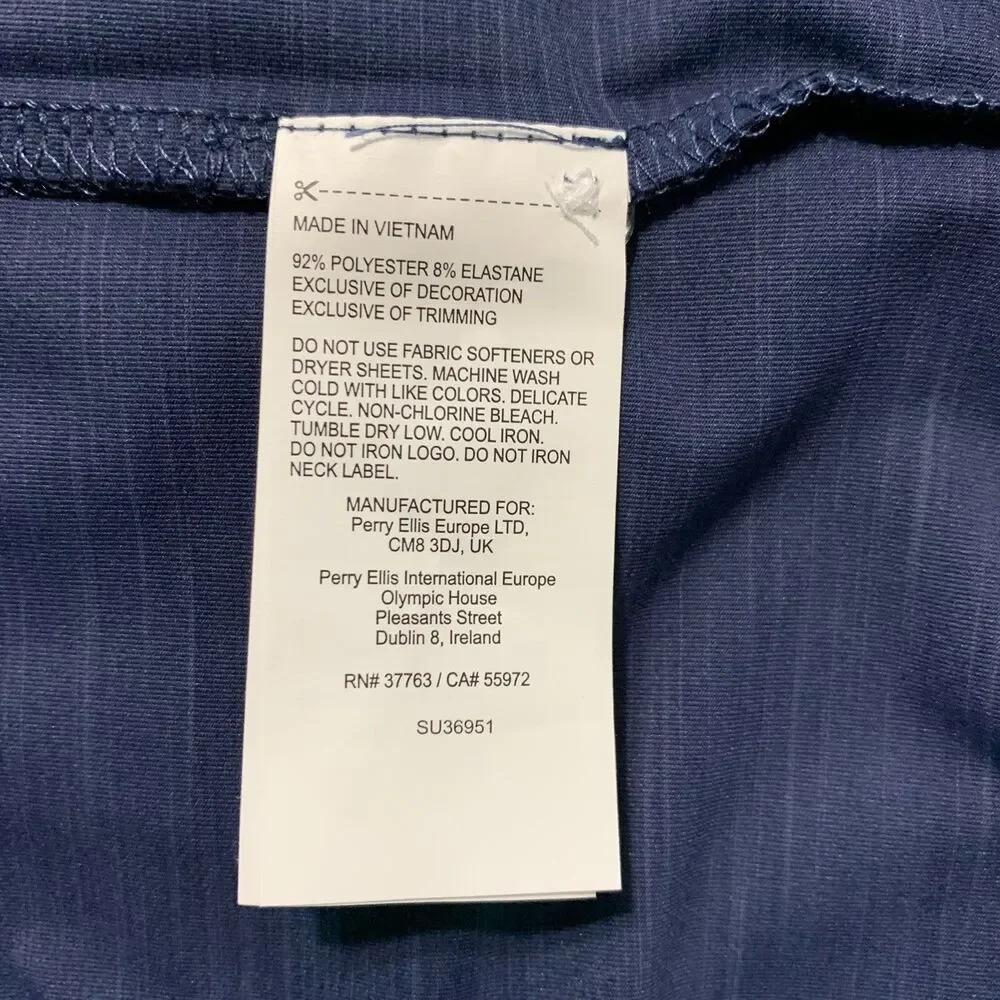 MADE IN VIETNAM
92% POLYESTER 8% ELASTANE
EXCLUSIVE OF DECORATION
EXCLUSIVE OF TRIMMING
DO NOT USE FABRIC SOFTENERS OR
DRYER SHEETS. MACHINE WASH
COLD WITH LIKE COLORS. DELICATE
CYCLE. NON-CHLORINE BLEACH.
TUMBLE DRY LOW. COOL IRON.
DO NOT IRON LOGO. DO NOT IRON
NECK LABEL.
MANUFACTURED FOR:
Perry Ellis Europe LTD,
CM8 3DJ, UK
Perry Ellis International Europe
Olympic House
Pleasants Street
Dublin 8, Ireland
RN# 37763 / CA# 55972
SU36951